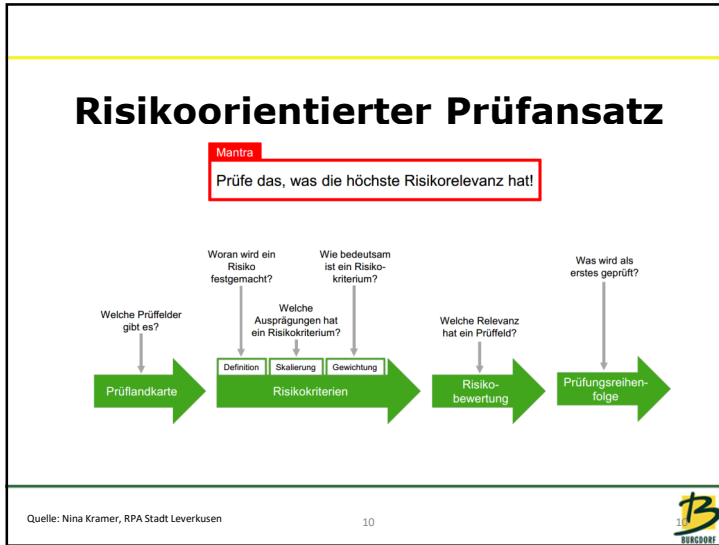 Risikoorientierter Prüfansatz
Mantra
Prüfe das, was die höchste Risikorelevanz hat!
Welche Prüffelder
gibt es?
Woran wird ein
Risiko
festgemacht?
Welche
Ausprägungen hat
ein Risikokriterium?
Wie bedeutsam
ist ein Risiko-
kriterium?
Welche Relevanz
hat ein Prüffeld?
Was wird als
erstes geprüft?
Prüflandkarte
Definition
Skalierung
Gewichtung
Risikokriterien
Risiko-
bewertung
Prüfungsreihen-
folge
Quelle: Nina Kramer, RPA Stadt Leverkusen
10
10
BURGDORF